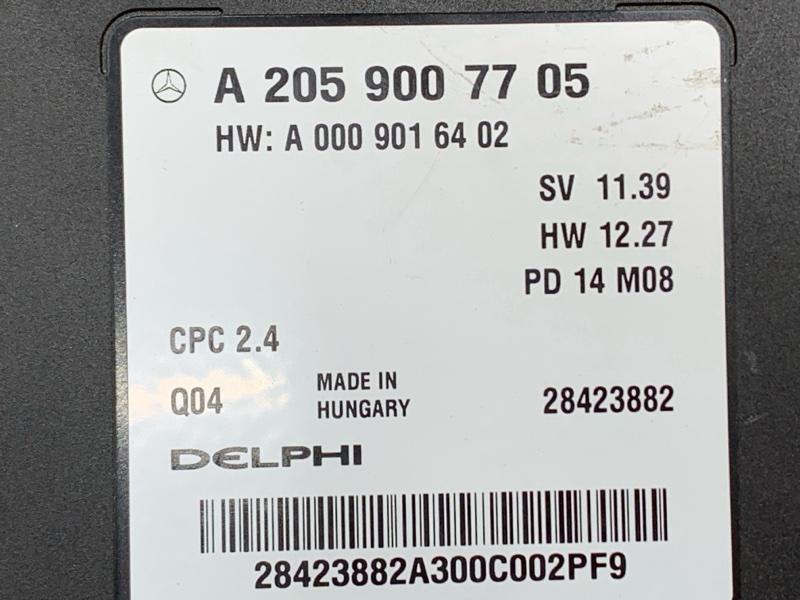 A 205 900 77 05
HW: A 000 901 64 02
SV 11.39
HW 12.27
PD 14 M08
CPC 2.4
Q04
MADE IN
HUNGARY
28423882
DELPHI
28423882A300C002PF9